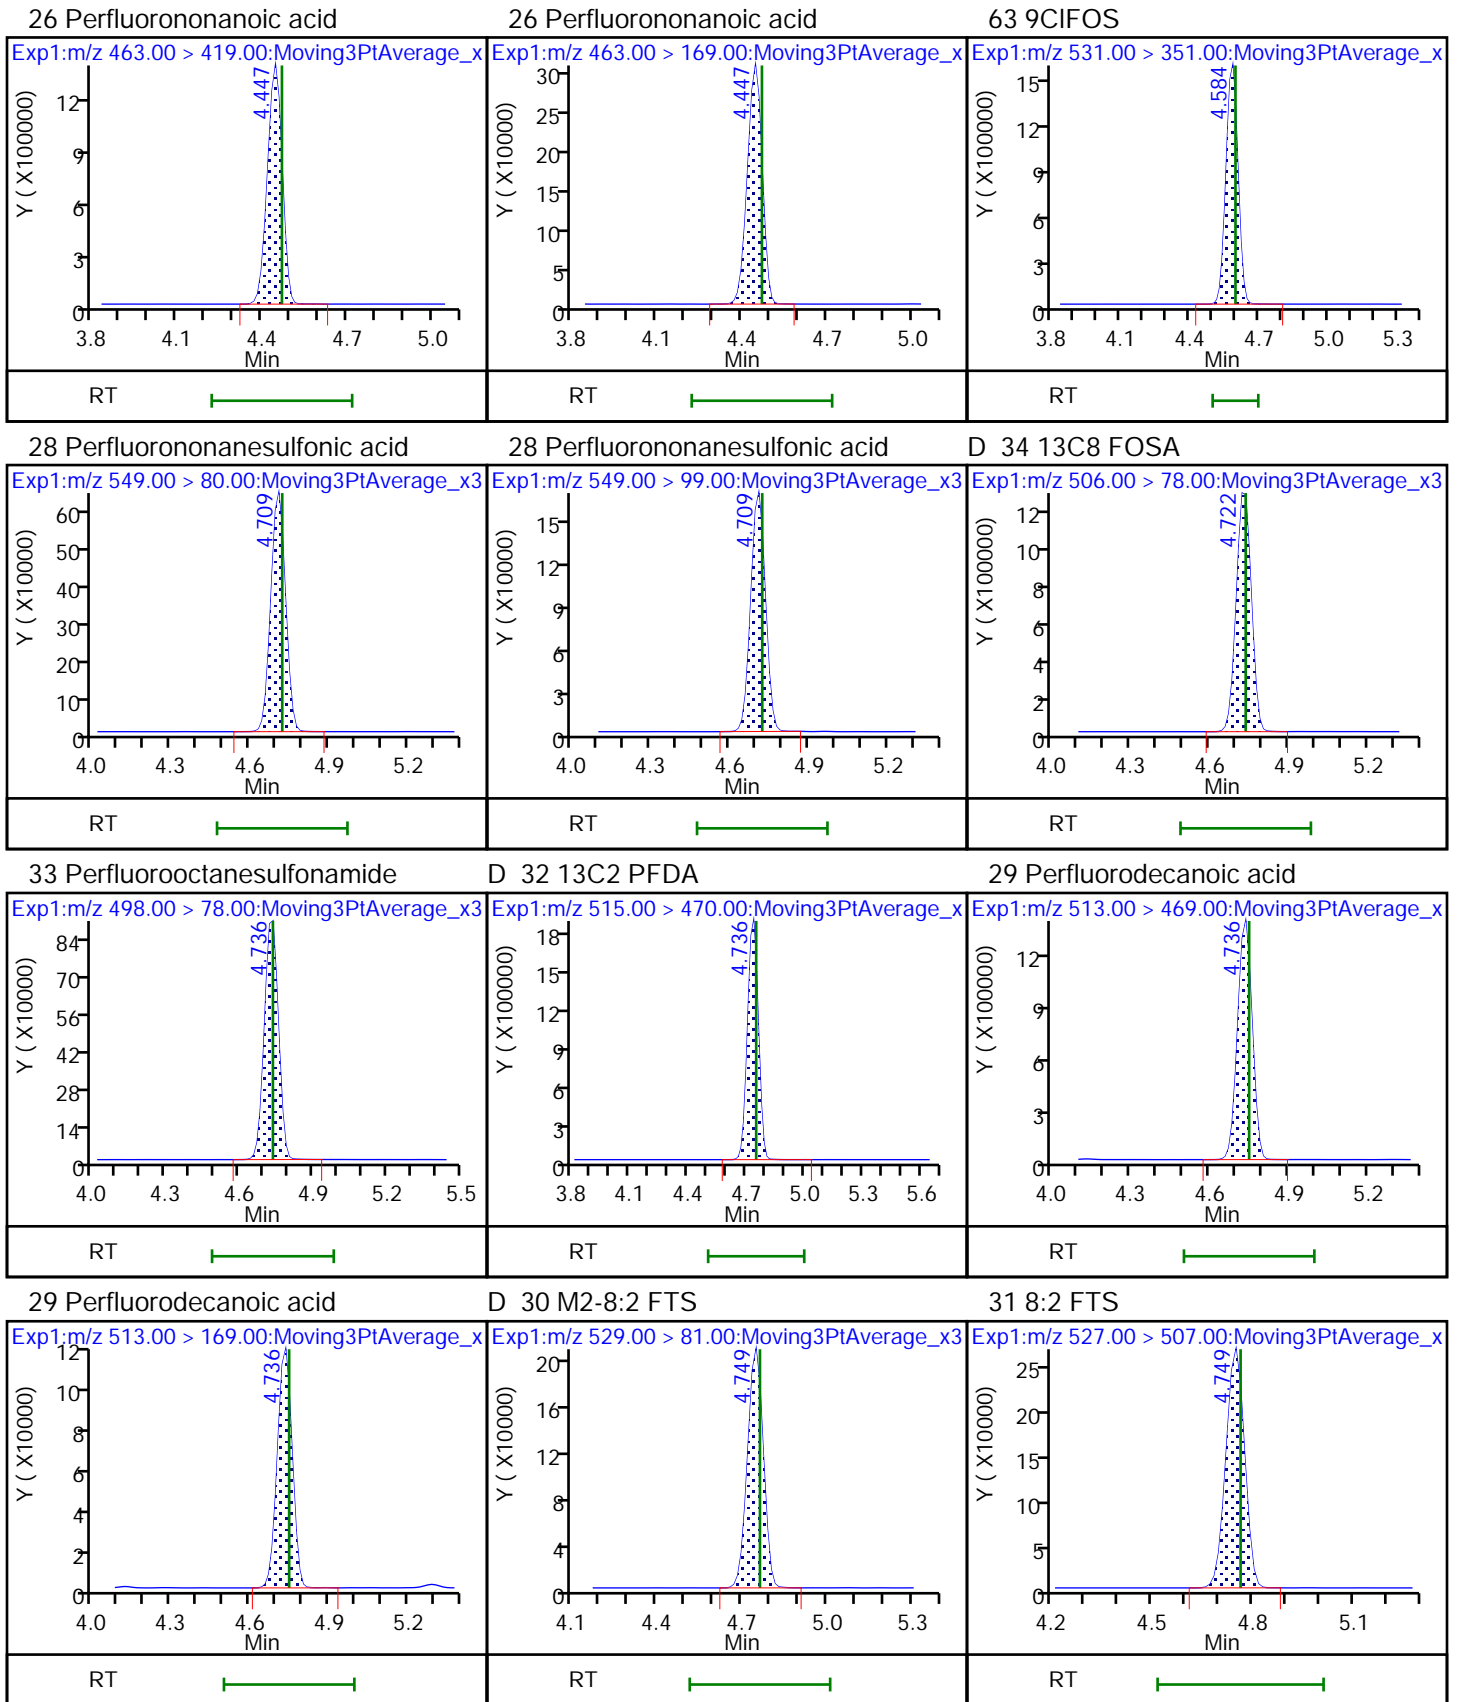 26 Perfluorononanoic acid
Exp1:m/z 463.00 > 419.00:Moving3PtAverage_x
4.447
Y ( X100000)
12
9
6
3
0
3.8 4.1 4.4 4.7 5.0
Min
RT
26 Perfluorononanoic acid
Exp1:m/z 463.00 > 169.00:Moving3PtAverage_x
4.447
Y ( X10000)
30
25
20
15
10
5
0
3.8 4.1 4.4 4.7 5.0
Min
RT
63 9ClFOS
Exp1:m/z 531.00 > 351.00:Moving3PtAverage_x
4.584
Y ( X100000)
15
12
9
6
3
0
3.8 4.1 4.4 4.7 5.0 5.3
Min
RT
28 Perfluorononanesulfonic acid
Exp1:m/z 549.00 > 80.00:Moving3PtAverage_x3
4.709
Y ( X10000)
60
50
40
30
20
10
0
4.0 4.3 4.6 4.9 5.2
Min
RT
28 Perfluorononanesulfonic acid
Exp1:m/z 549.00 > 99.00:Moving3PtAverage_x3
4.709
Y ( X10000)
15
12
9
6
3
0
4.0 4.3 4.6 4.9 5.2
Min
RT
D 34 13C8 FOSA
Exp1:m/z 506.00 > 78.00:Moving3PtAverage_x3
4.722
Y ( X100000)
12
10
8
6
4
2
0
4.0 4.3 4.6 4.9 5.2
Min
RT
33 Perfluorooctanesulfonamide
Exp1:m/z 498.00 > 78.00:Moving3PtAverage_x3
4.736
Y ( X10000)
84
70
56
42
28
14
0
4.0 4.3 4.6 4.9 5.2 5.5
Min
RT
D 32 13C2 PFDA
Exp1:m/z 515.00 > 470.00:Moving3PtAverage_x
4.736
Y ( X100000)
18
15
12
9
6
3
0
3.8 4.1 4.4 4.7 5.0 5.3 5.6
Min
RT
29 Perfluorodecanoic acid
Exp1:m/z 513.00 > 469.00:Moving3PtAverage_x
4.736
Y ( X100000)
12
9
6
3
0
4.0 4.3 4.6 4.9 5.2
Min
RT
29 Perfluorodecanoic acid
Exp1:m/z 513.00 > 169.00:Moving3PtAverage_x
4.736
Y ( X10000)
12
10
8
6
4
2
0
4.0 4.3 4.6 4.9 5.2
Min
RT
D 30 M2-8:2 FTS
Exp1:m/z 529.00 > 81.00:Moving3PtAverage_x3
4.749
Y ( X10000)
20
16
12
8
4
0
4.1 4.4 4.7 5.0 5.3
Min
RT
31 8:2 FTS
Exp1:m/z 527.00 > 507.00:Moving3PtAverage_x
4.749
Y ( X10000)
25
20
15
10
5
0
4.2 4.5 4.8 5.1
Min
RT